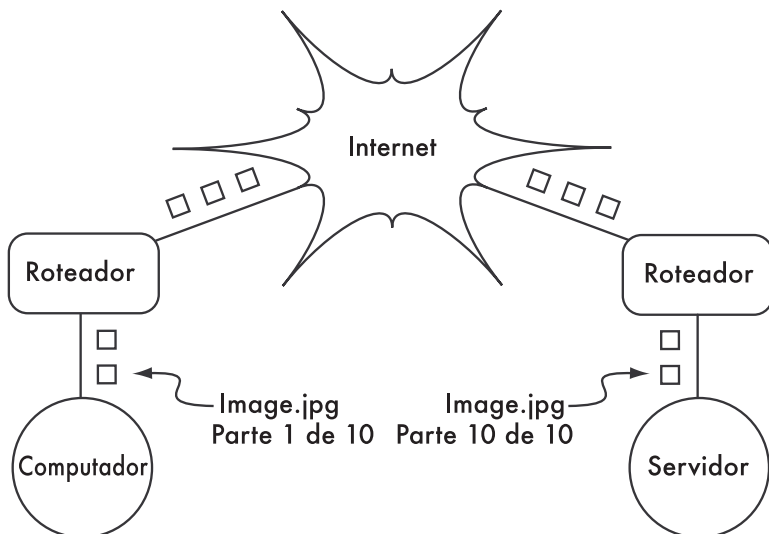 Internet
Roteador
Roteador
Image.jpg
Parte 1 de 10
Image.jpg
Parte 10 de 10
Computador
Servidor